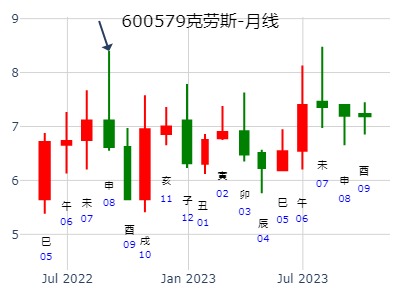 600579克劳斯-月线
9
8
7
6
5
巳
05
午
06
未
07
申
08
酉
09
戌
10
亥
11
子
12
丑
01
寅
02
卯
03
辰
04
巳
05
午
06
未
07
申
08
酉
09
Jul 2022
Jan 2023
Jul 2023